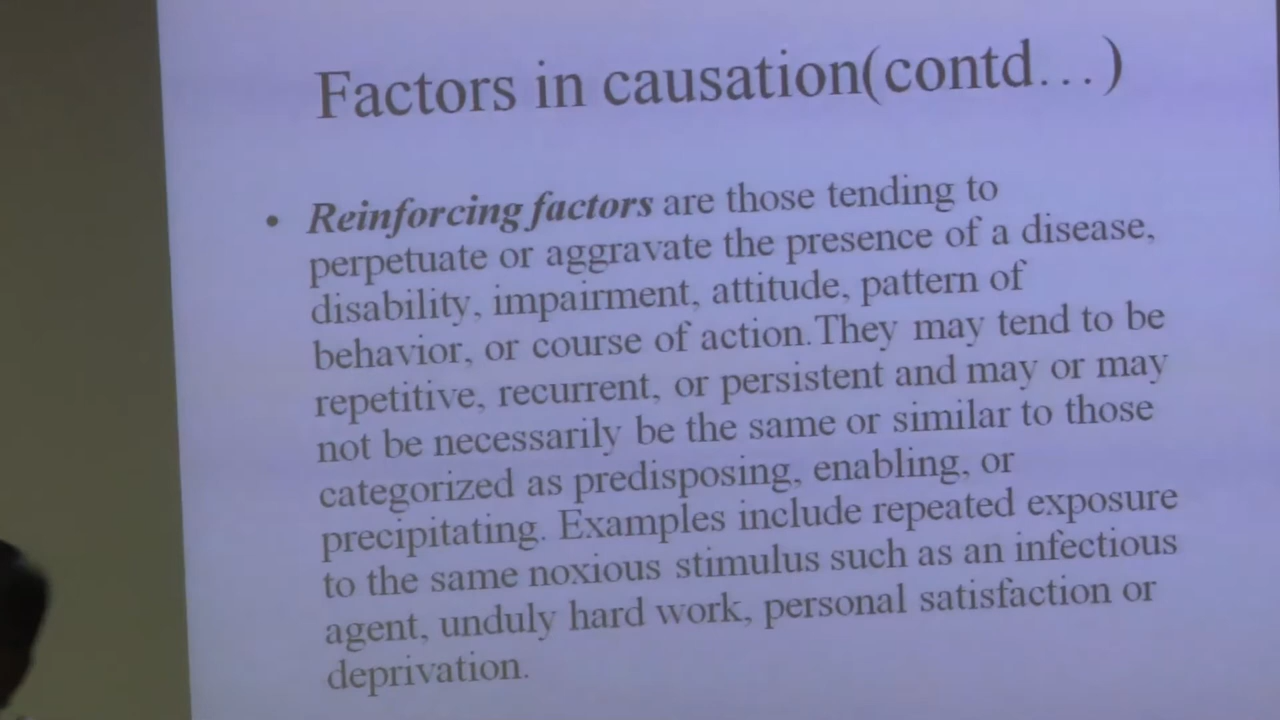 Factors in causation(contd...)
• Reinforcing factors are those tending to
perpetuate or aggravate the presence of a disease,
disability, impairment, attitude, pattern of
behavior, or course of action.They may tend to be
repetitive, recurrent, or persistent and may or may
not be necessarily be the same or similar to those
categorized as predisposing, enabling, or
precipitating. Examples include repeated exposure
to the same noxious stimulus such as an infectious
agent, unduly hard work, personal satisfaction or
deprivation.